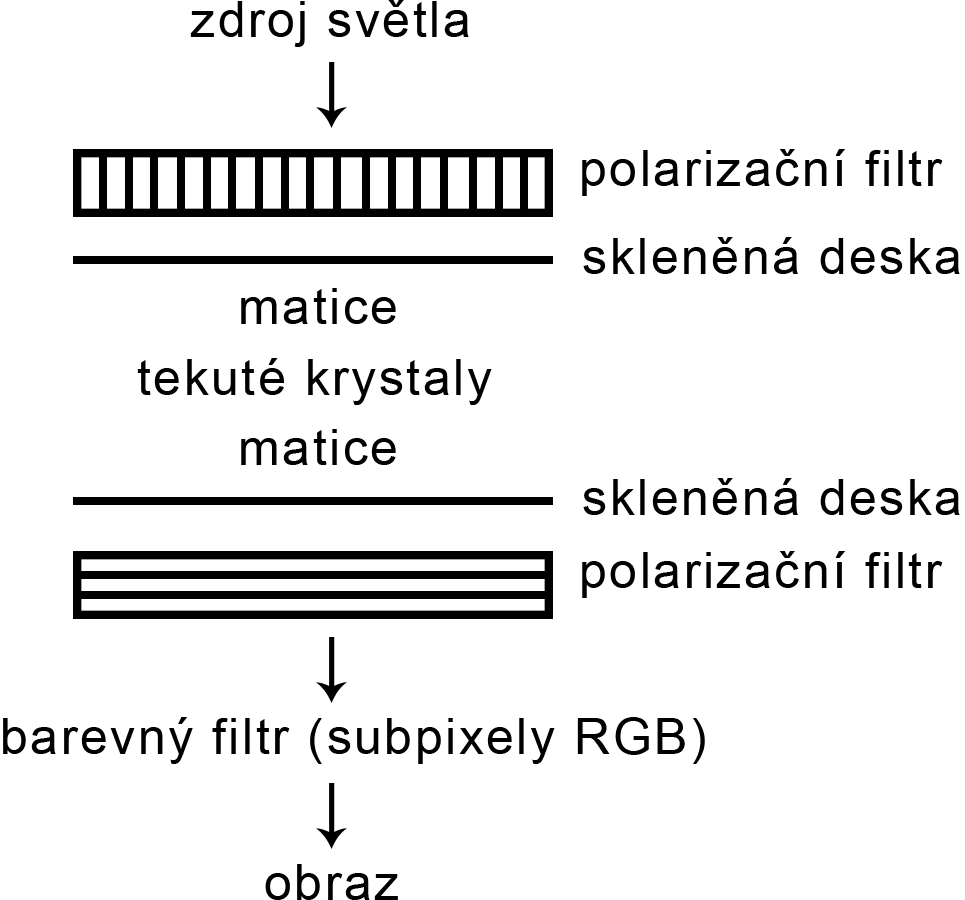 zdroj světla
polarizační filtr
skleněná deska
matice
tekuté krystaly
matice
skleněná deska
polarizační filtr
barevný filtr (subpixely RGB)
obraz